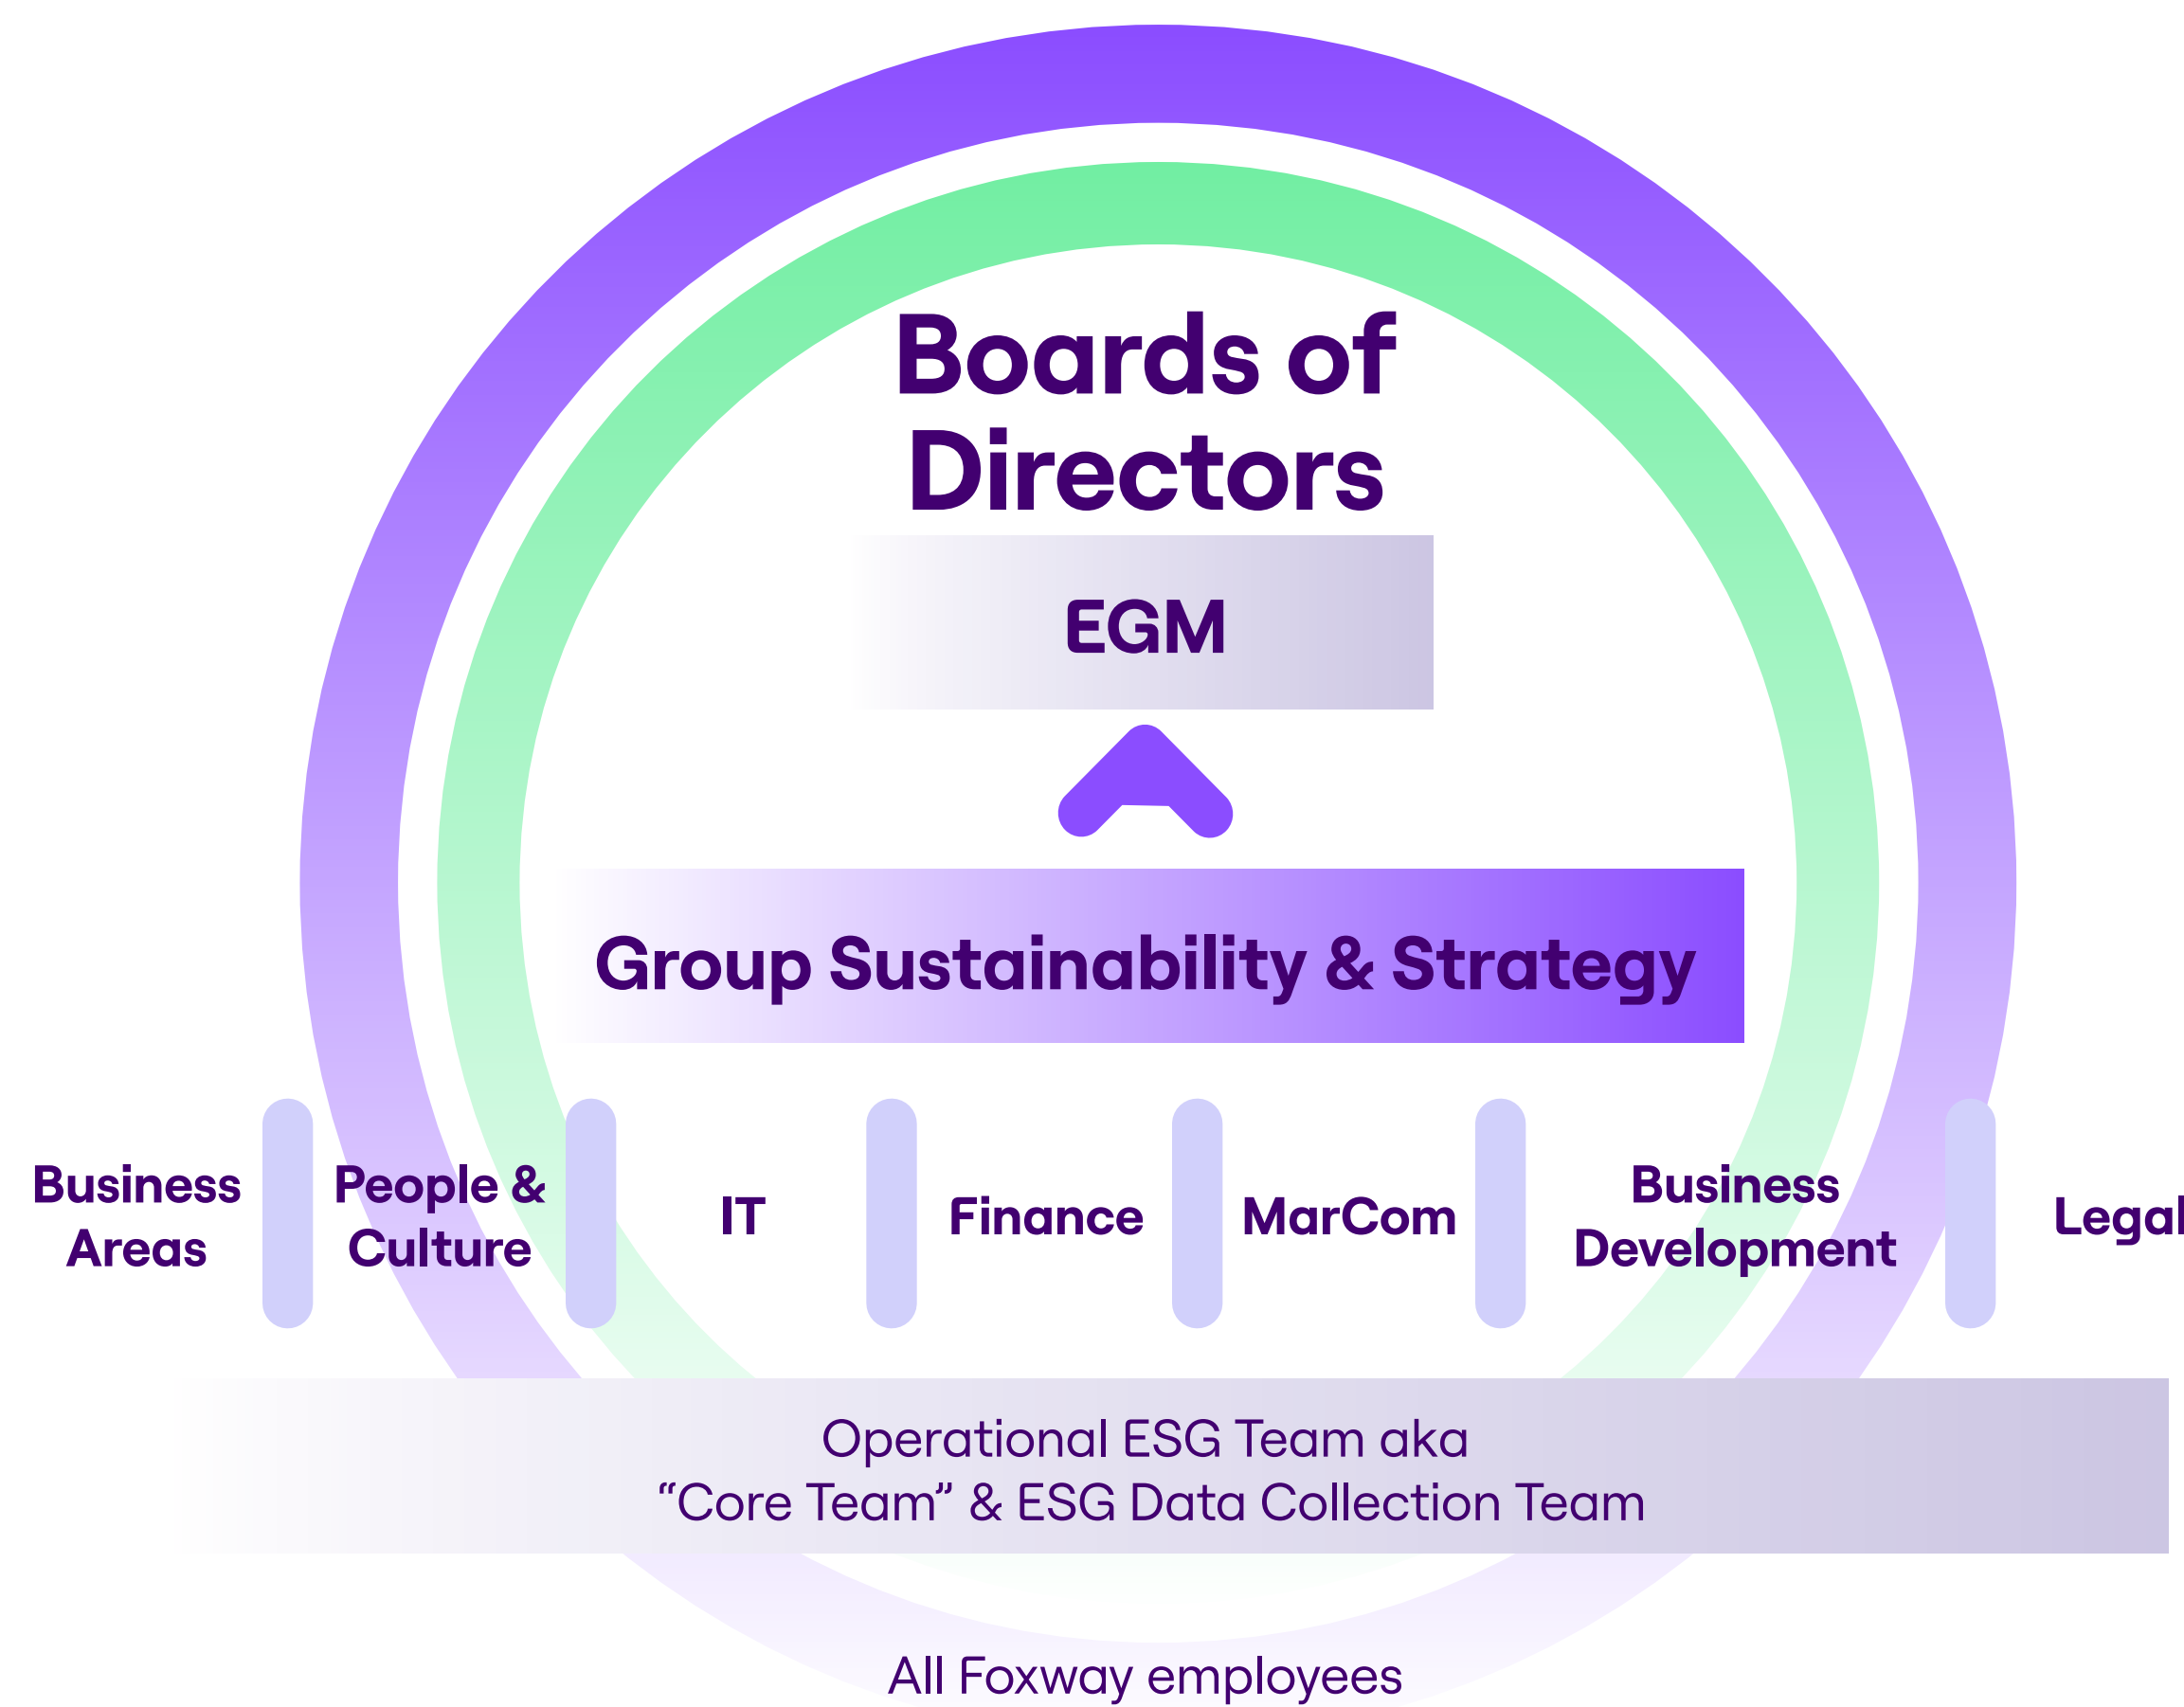 Boards of
Directors
EGM
Group Sustainability & Strategy
Business
Areas
People &
Culture
IT
Finance
MarCom
Business
Development
Legal
Operational ESG Team aka
“Core Team” & ESG Data Collection Team
All Foxway employees